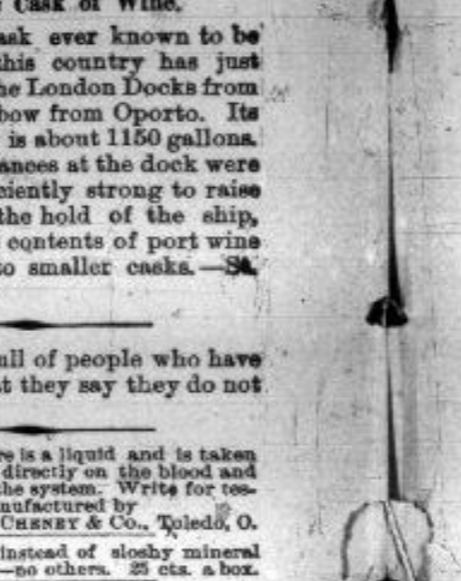 Cask of Wine.
ask ever known to be
this country has just
he London Docks from
bow from Oporto. Its
is about 1150 gallons.
ances at the dock were
ciently strong to raise
the hold of the ship,
contents of port wine
to smaller casks.—St.
ull of people who have
t they say they do not
re is a liquid and is taken
directly on the blood and
the system. Write for tes-
nufactured by
CHENEY & CO., Toledo, O.
instead of sloshy mineral
—no others. 25 cts. a box.